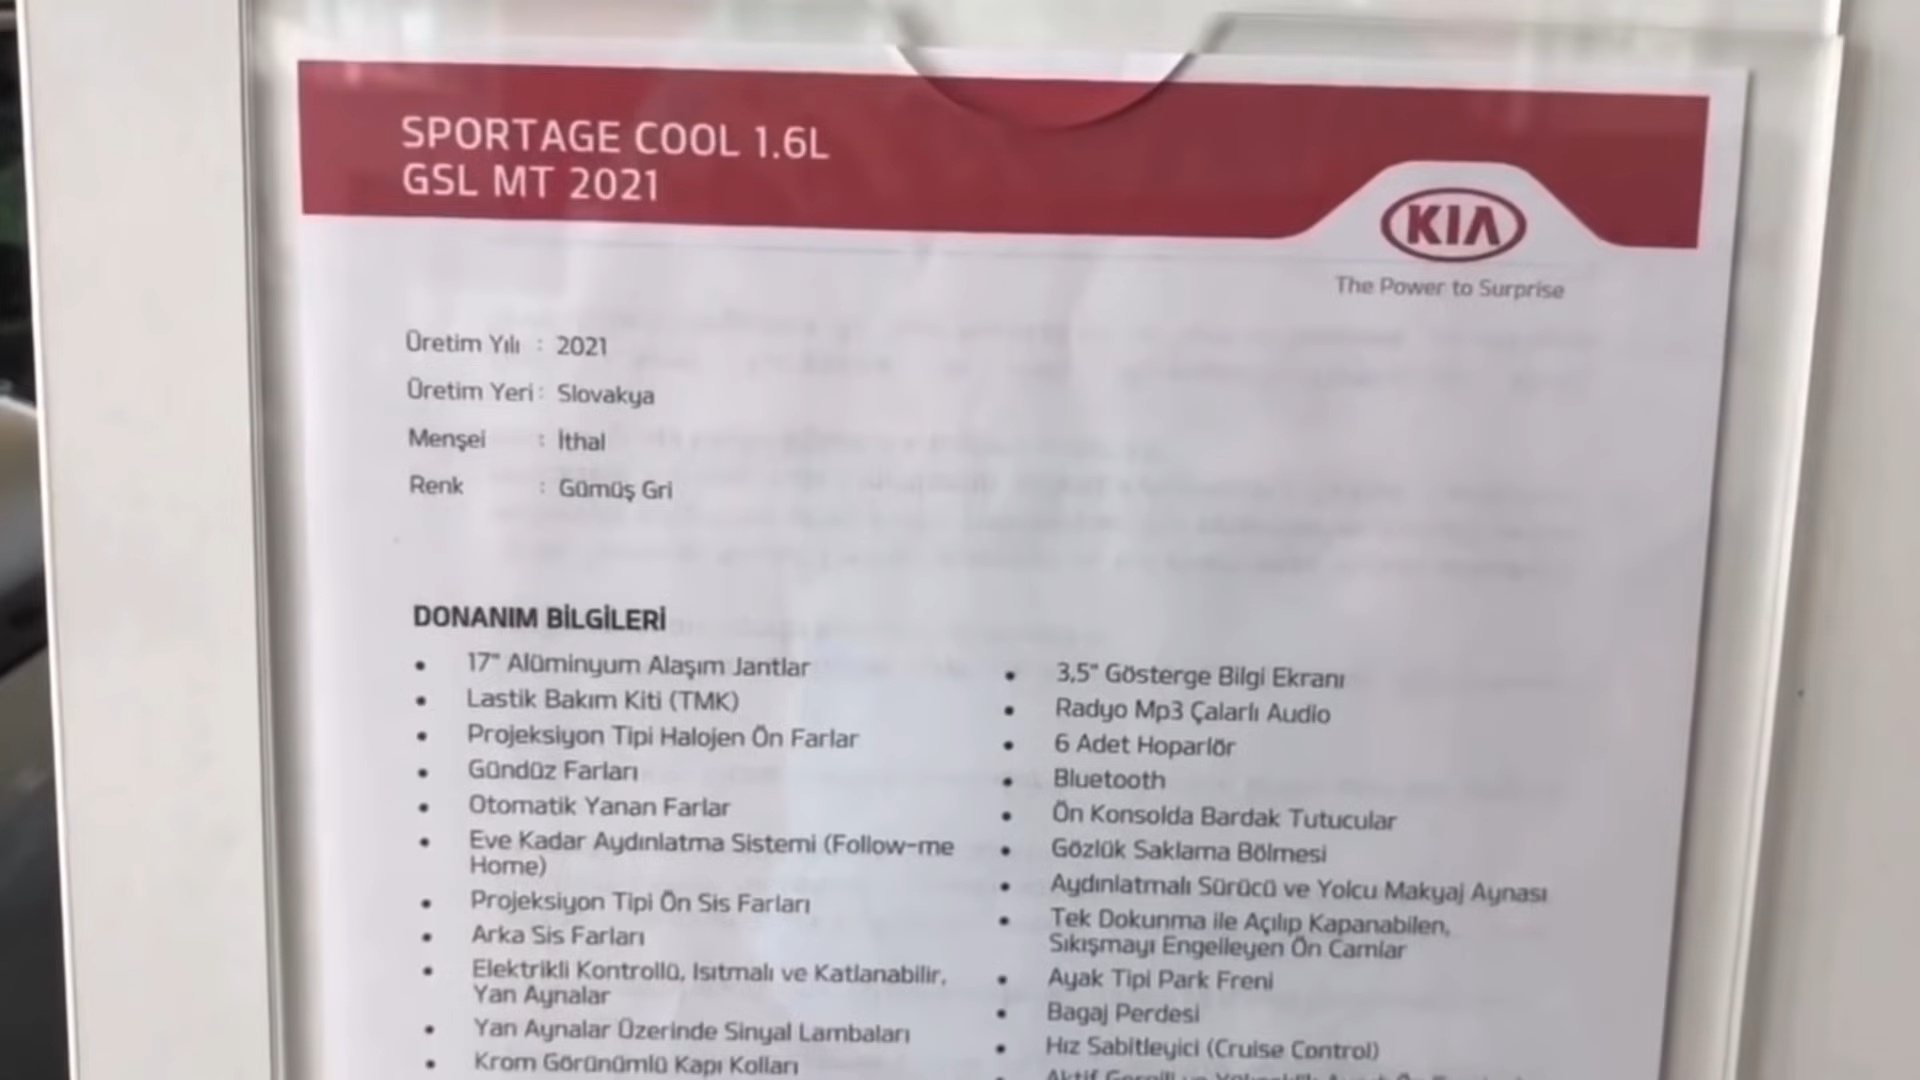 SPORTAGE COOL 1.6L
GSL MT 2021
KIA
The Power to Surprise
Üretim Yılı : 2021
Üretim Yeri : Slovakya
Menşei : İthal
Renk : Gümüş Gri
DONANIM BİLGİLERİ
• 17" Alüminyum Alaşım Jantlar
• Lastik Bakım Kiti (TMK)
• Projeksiyon Tipi Halojen Ön Farlar
• Gündüz Farları
• Otomatik Yanan Farlar
• Eve Kadar Aydınlatma Sistemi (Follow-me
Home)
• Projeksiyon Tipi Ön Sis Farları
• Arka Sis Farları
• Elektrikli Kontrollü, Isıtmalı ve Katlanabilir,
Yan Aynalar
• Yan Aynalar Üzerinde Sinyal Lambaları
• Krom Görünümlü Kapı Kolları
• 3,5" Gösterge Bilgi Ekranı
• Radyo Mp3 Çalarlı Audio
• 6 Adet Hoparlör
• Bluetooth
• Ön Konsolda Bardak Tutucular
• Gözlük Saklama Bölmesi
• Aydınlatmalı Sürücü ve Yolcu Makyaj Aynası
• Tek Dokunma ile Açılıp Kapanabilen,
Sıkışmayı Engelleyen Ön Camlar
• Ayak Tipi Park Freni
• Bagaj Perdesi
• Hız Sabitleyici (Cruise Control)